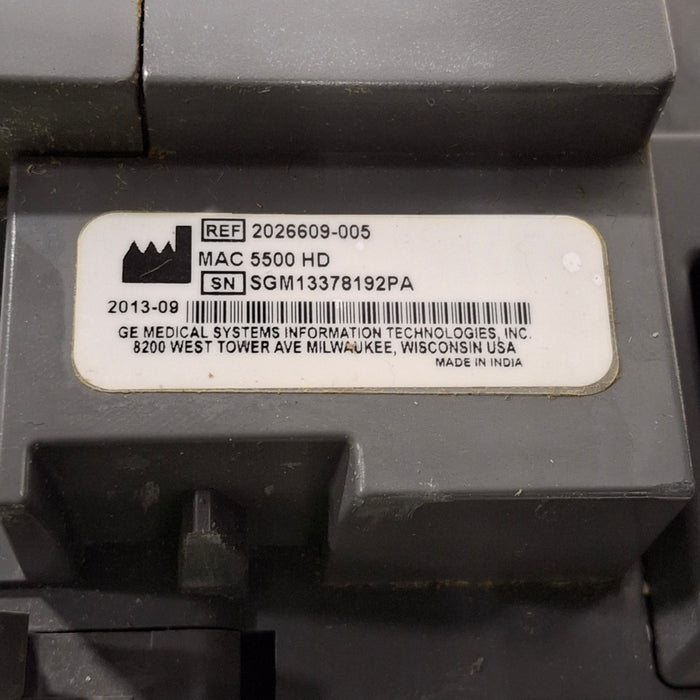 REF 2026609-005
MAC 5500 HD
SN SGM13378192PA
2013-09
GE MEDICAL SYSTEMS INFORMATION TECHNOLOGIES, INC.
8200 WEST TOWER AVE MILWAUKEE, WISCONSIN USA
MADE IN INDIA